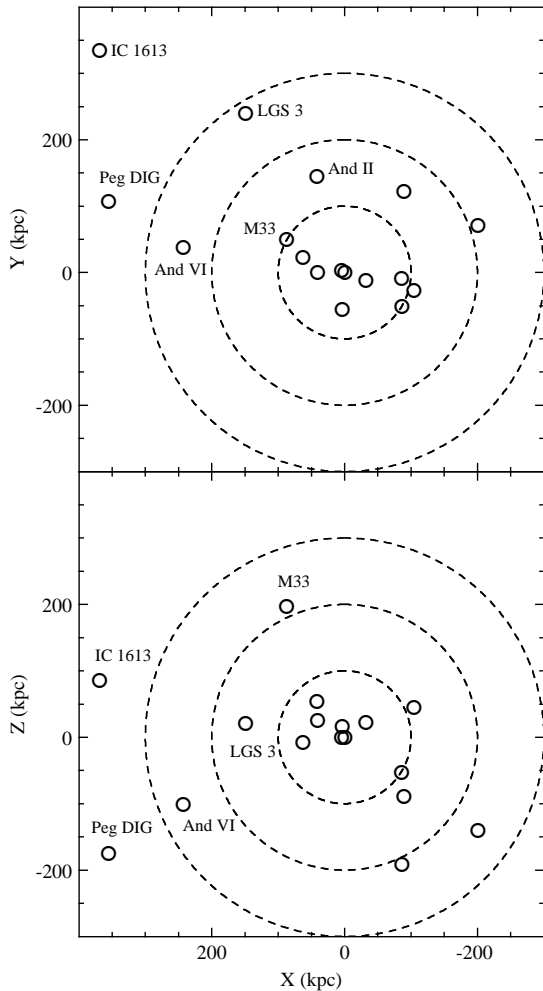 IC 1613
LGS 3
200
Peg DIG
And II
M33
Y (kpc)
0
And VI
-200
M33
200
IC 1613
Z (kpc)
0
LGS 3
Peg DIG
And VI
-200
200
0
-200
X (kpc)